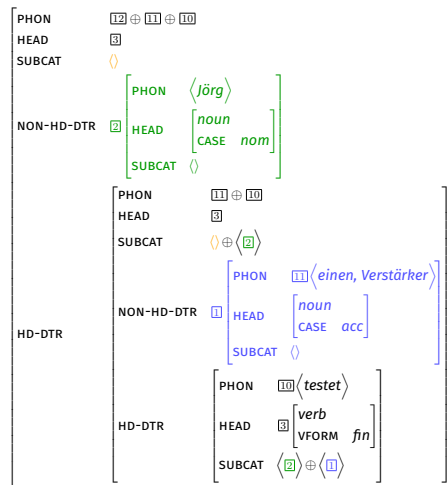 PHON [12] ⊕ [11] ⊕ [10]
HEAD [3]
SUBCAT ⟨⟩
NON-HD-DTR [2]
PHON ⟨Jörg⟩
HEAD
noun
CASE nom
SUBCAT ⟨⟩
HD-DTR
PHON [11] ⊕ [10]
HEAD [3]
SUBCAT ⟨⟩ ⊕ ⟨[2]⟩
NON-HD-DTR [1]
PHON [11] ⟨einen, Verstärker⟩
HEAD
noun
CASE acc
SUBCAT ⟨⟩
HD-DTR
PHON [10] ⟨testet⟩
HEAD [3]
verb
VFORM fin
SUBCAT ⟨[2]⟩ ⊕ ⟨[1]⟩